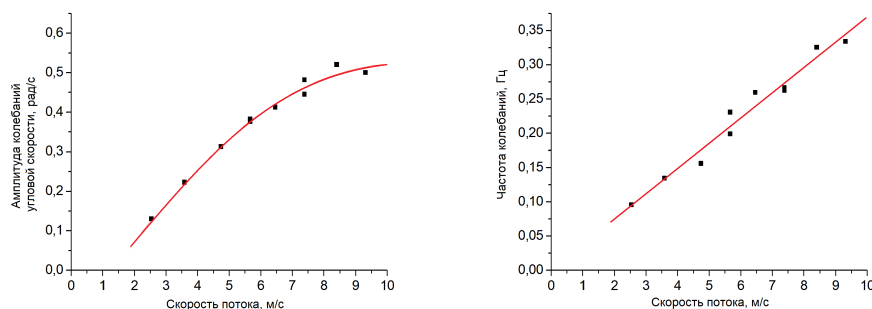 Амплитуда колебаний
угловой скорости, рад/с
0,6
0,5
0,4
0,3
0,2
0,1
0,0
0 1 2 3 4 5 6 7 8 9 10
Скорость потока, м/с
Частота колебаний, Гц
0,35
0,30
0,25
0,20
0,15
0,10
0,05
0,00
0 1 2 3 4 5 6 7 8 9 10
Скорость потока, м/с